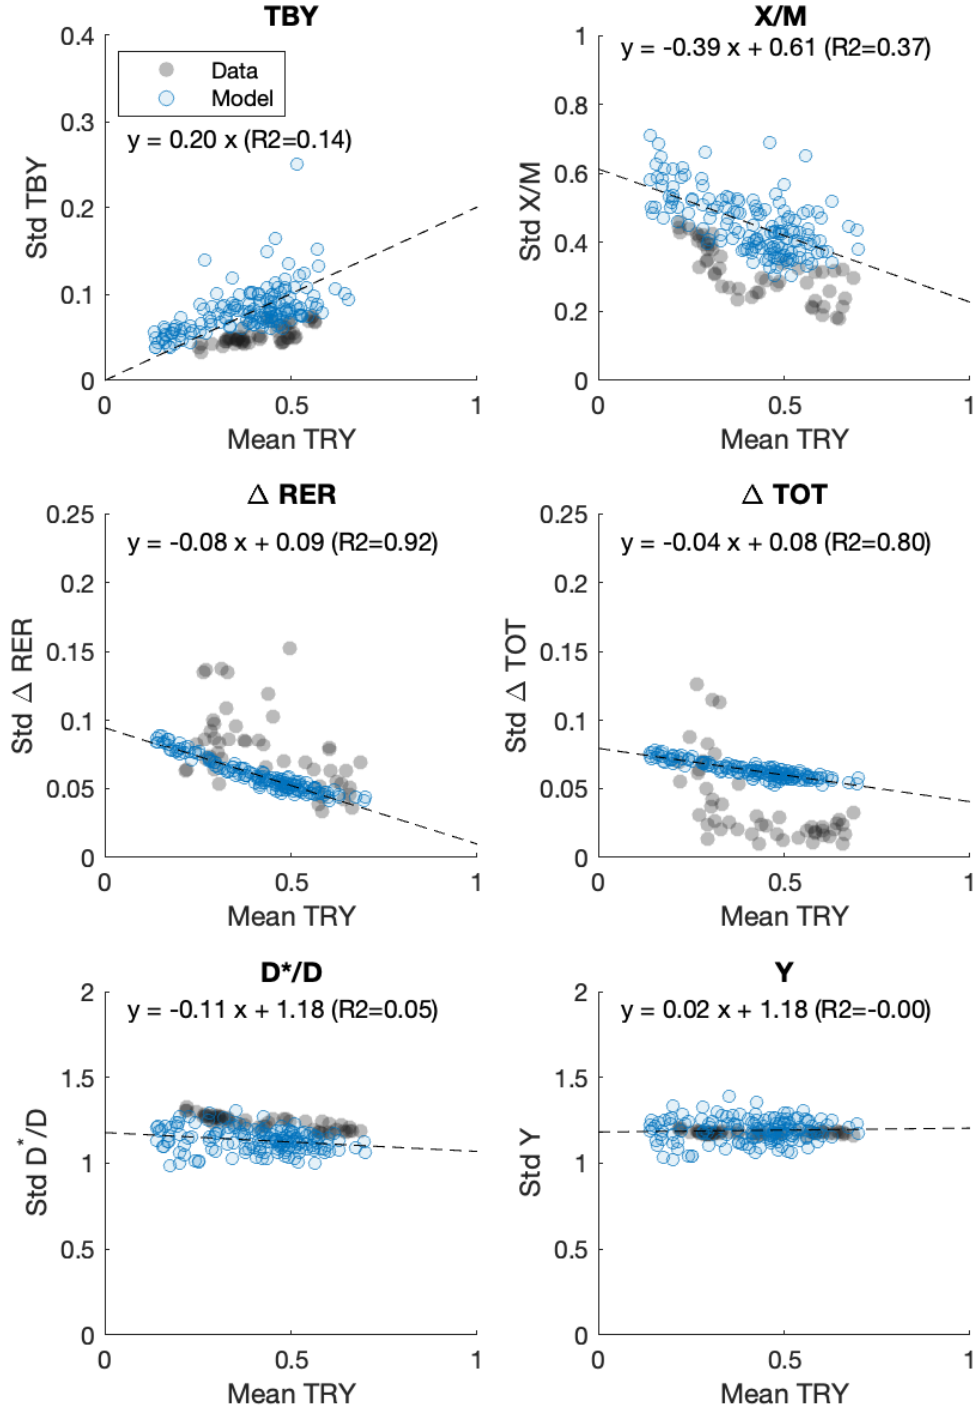 TBY
0.4
0.3
0.2
0.1
0
Data
Model
y = 0.20 x (R2=0.14)
Std TBY
0 0.5 1
Mean TRY
X/M
1
0.8
0.6
0.4
0.2
0
y = -0.39 x + 0.61 (R2=0.37)
Std X/M
0 0.5 1
Mean TRY
Δ RER
0.25
0.2
0.15
0.1
0.05
0
y = -0.08 x + 0.09 (R2=0.92)
Std Δ RER
0 0.5 1
Mean TRY
Δ TOT
0.25
0.2
0.15
0.1
0.05
0
y = -0.04 x + 0.08 (R2=0.80)
Std Δ TOT
0 0.5 1
Mean TRY
D*/D
2
1.5
1
0.5
0
y = -0.11 x + 1.18 (R2=0.05)
Std D*/D
0 0.5 1
Mean TRY
Y
2
1.5
1
0.5
0
y = 0.02 x + 1.18 (R2=-0.00)
Std Y
0 0.5 1
Mean TRY